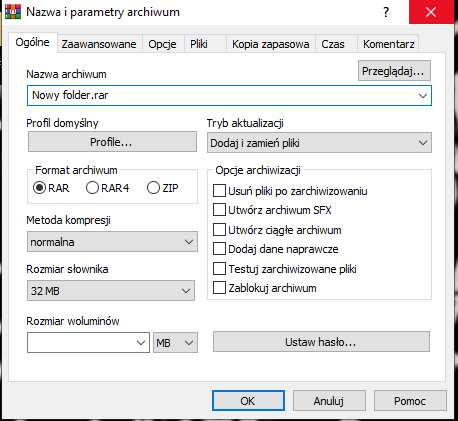 Nazwa i parametry archiwum
Ogólne Zaawansowane Opcje Pliki Kopia zapasowa Czas Komentarz
Nazwa archiwum
Przeglądaj...
Nowy folder.rar
Profil domyślny
Profile...
Tryb aktualizacji
Dodaj i zamień pliki
Format archiwum
RAR RAR4 ZIP
Metoda kompresji
normalna
Rozmiar słownika
32 MB
Opcje archiwizacji
Usuń pliki po zarchiwizowaniu
Utwórz archiwum SFX
Utwórz ciągłe archiwum
Dodaj dane naprawcze
Testuj zarchiwizowane pliki
Zablokuj archiwum
Rozmiar woluminów
MB
Ustaw hasło...
OK Anuluj Pomoc